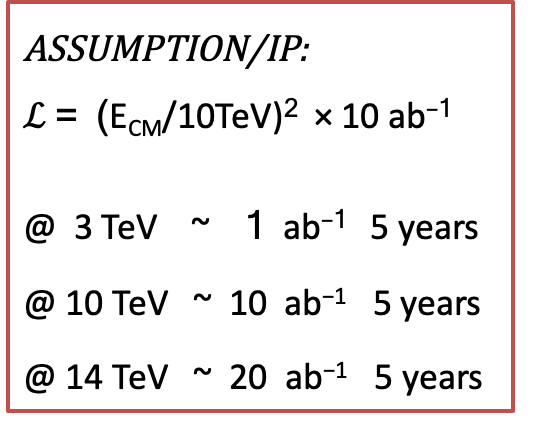 ASSUMPTION/IP:
ℒ = (E_CM/10TeV)² × 10 ab⁻¹
@ 3 TeV ~ 1 ab⁻¹ 5 years
@ 10 TeV ~ 10 ab⁻¹ 5 years
@ 14 TeV ~ 20 ab⁻¹ 5 years